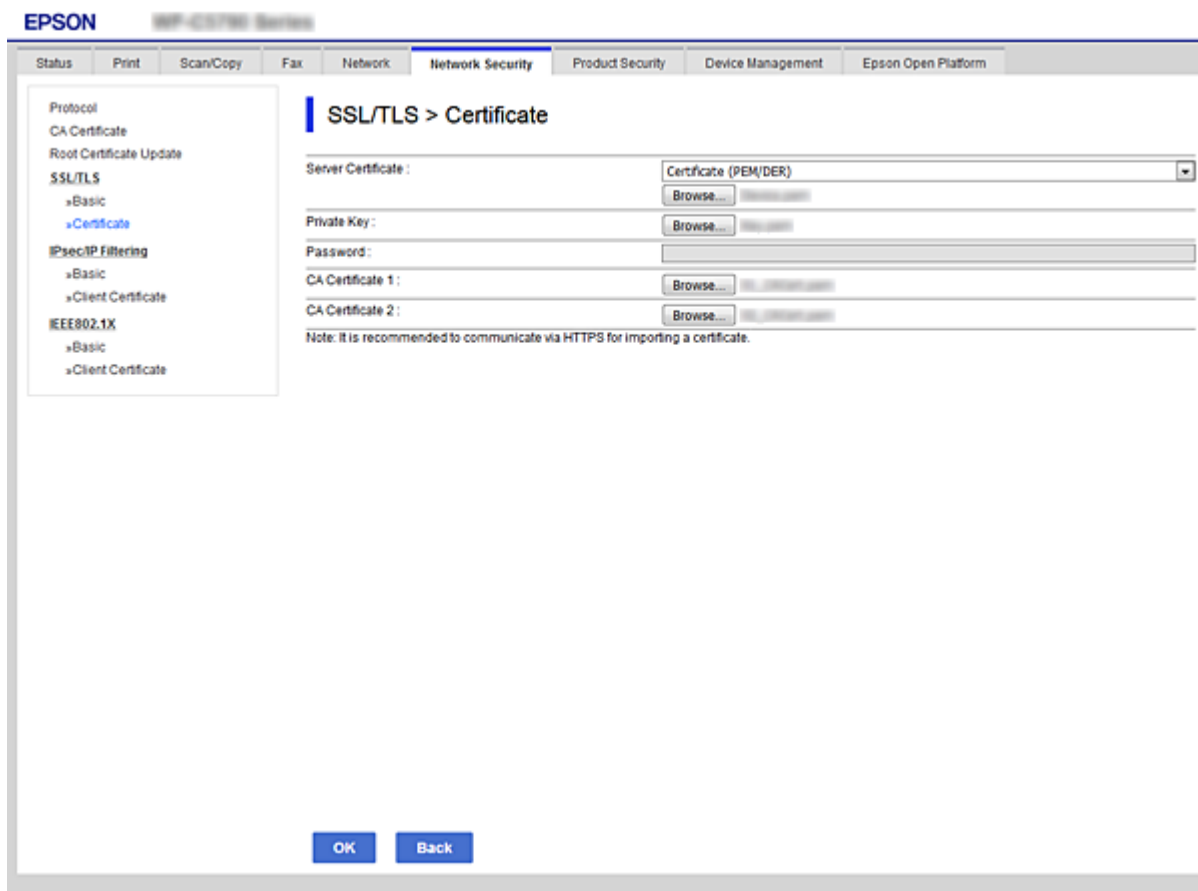 EPSON
Status Print Scan/Copy Fax Network Network Security Product Security Device Management Epson Open Platform
Protocol
CA Certificate
Root Certificate Update
SSL/TLS
»Basic
»Certificate
IPsec/IP Filtering
»Basic
»Client Certificate
IEEE802.1X
»Basic
»Client Certificate
SSL/TLS > Certificate
Server Certificate : Certificate (PEM/DER)
Browse...
Private Key : Browse...
Password :
CA Certificate 1 : Browse...
CA Certificate 2 : Browse...
Note: It is recommended to communicate via HTTPS for importing a certificate.
OK Back